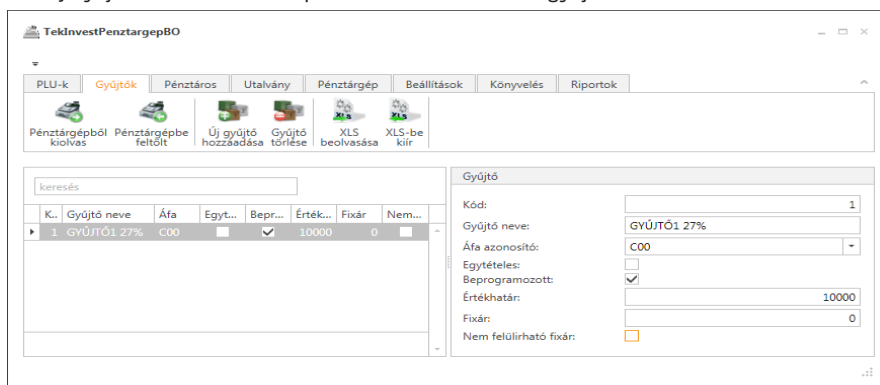 TekInvestPenztargepBO
PLU-k Gyűjtők Pénztáros Utalvány Pénztárgép Beállítások Könyvelés Riportok
Pénztárgépből kiolvas Pénztárgépbe feltölt Új gyűjtő hozzáadása Gyűjtő törlése XLS beolvasása XLS-be kiír
keresés
K.. Gyűjtő neve Áfa Egyt... Bepr... Érték... Fixár Nem...
1 GYŰJTŐ1 27% C00 10000 0
Gyűjtő
Kód: 1
Gyűjtő neve: GYŰJTŐ1 27%
Áfa azonosító: C00
Egytételes:
Beprogramozott:
Értékhatár: 10000
Fixár: 0
Nem felülirható fixár: